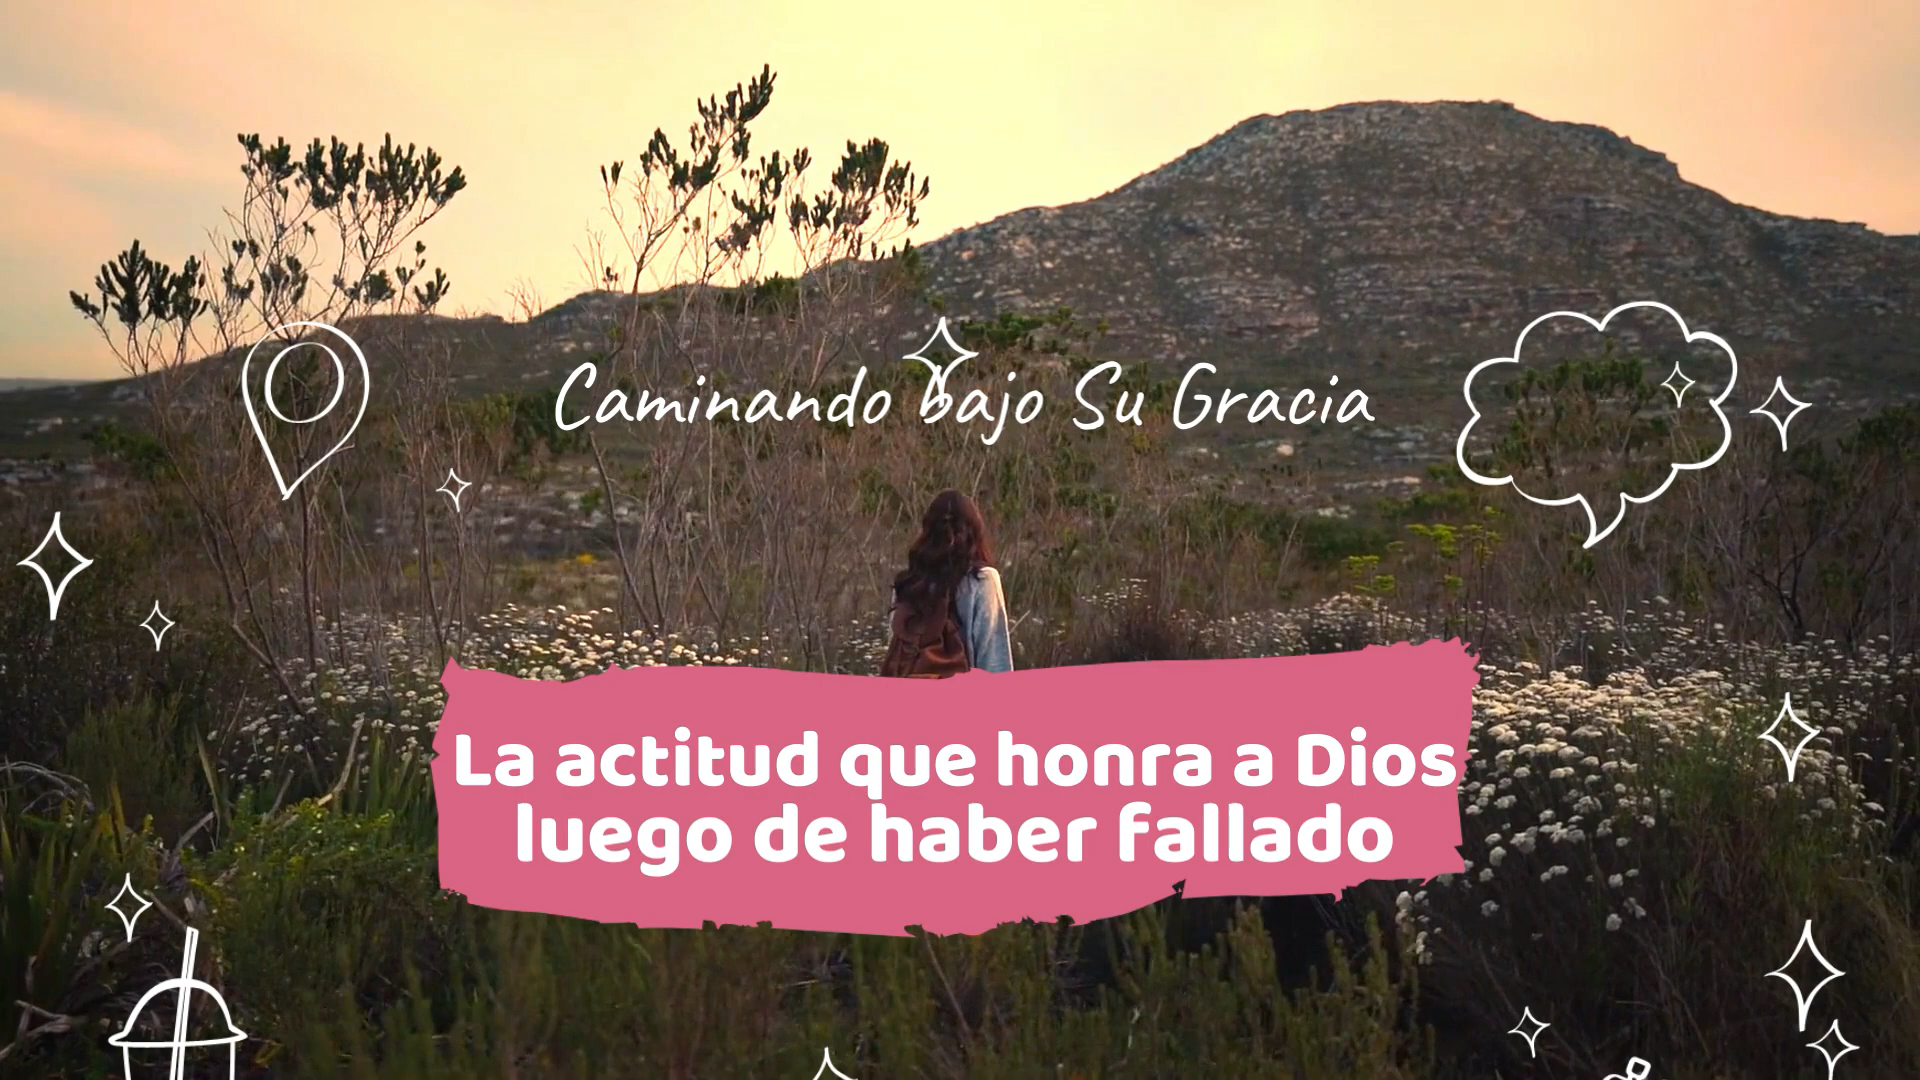 Caminando bajo Su Gracia
La actitud que honra a Dios
luego de haber fallado